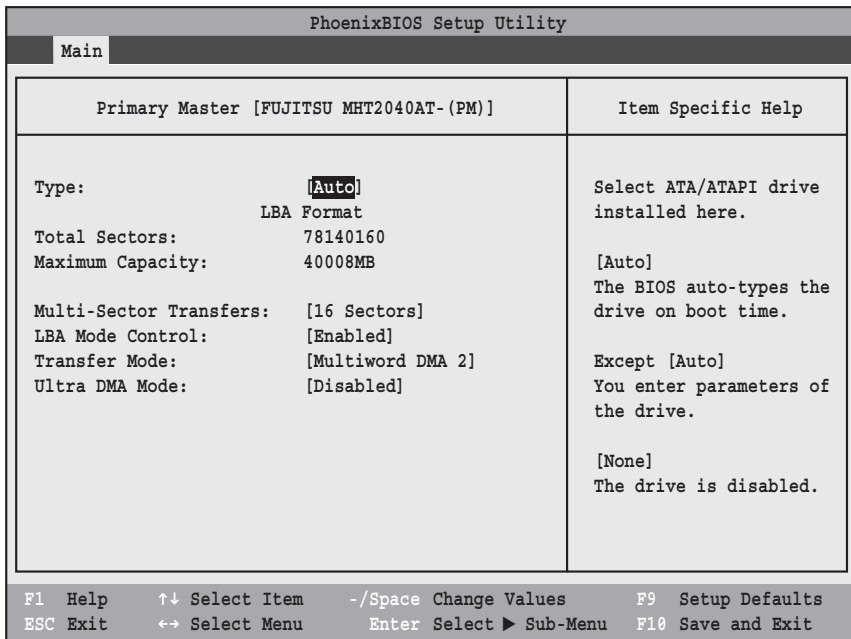 PhoenixBIOS Setup Utility
Main
Primary Master [FUJITSU MHT2040AT-(PM)]
Type: [Auto]
LBA Format
Total Sectors: 78140160
Maximum Capacity: 40008MB
Multi-Sector Transfers: [16 Sectors]
LBA Mode Control: [Enabled]
Transfer Mode: [Multiword DMA 2]
Ultra DMA Mode: [Disabled]
Item Specific Help
Select ATA/ATAPI drive
installed here.
[Auto]
The BIOS auto-types the
drive on boot time.
Except [Auto]
You enter parameters of
the drive.
[None]
The drive is disabled.
F1 Help ↑↓ Select Item -/Space Change Values F9 Setup Defaults
ESC Exit ↔ Select Menu Enter Select ▶ Sub-Menu F10 Save and Exit